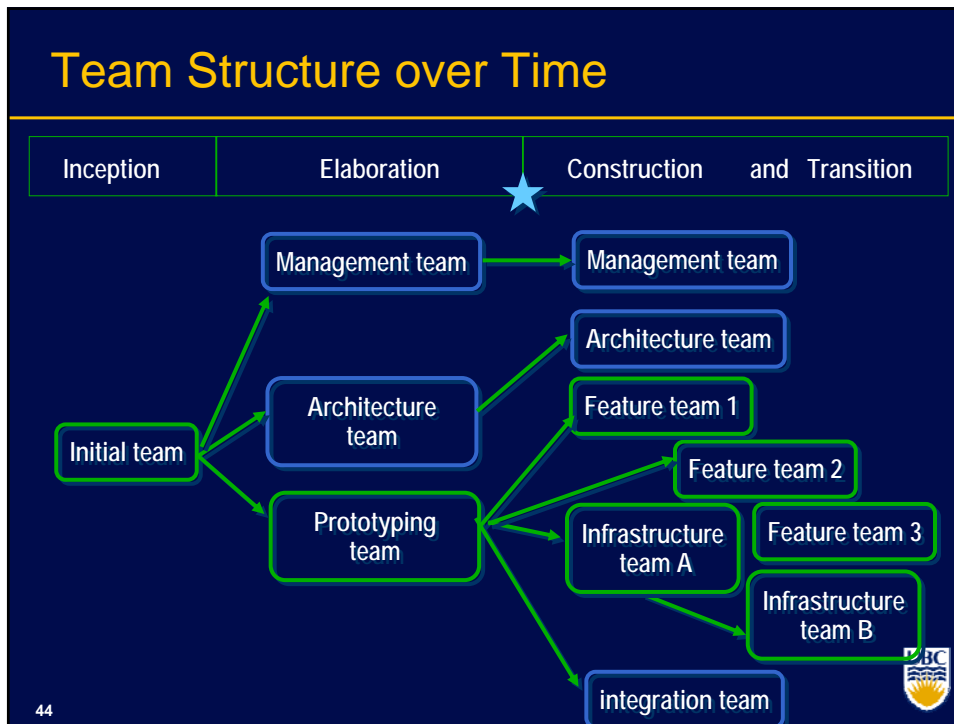 Team Structure over Time
Inception Elaboration Construction and Transition
Management team
Management team
Architecture team
Architecture
team
Feature team 1
Initial team
Feature team 2
Prototyping
team
Infrastructure
team A
Feature team 3
Infrastructure
team B
integration team
UBC
44